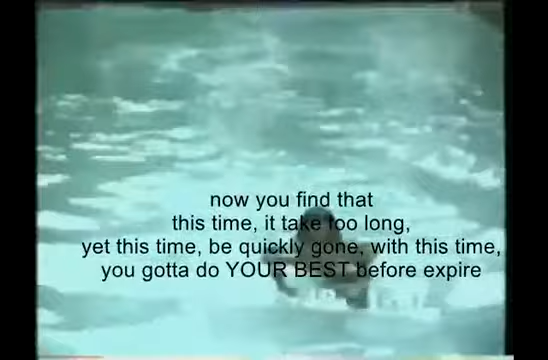 now you find that
this time, it take too long,
yet this time, be quickly gone, with this time,
you gotta do YOUR BEST before expire